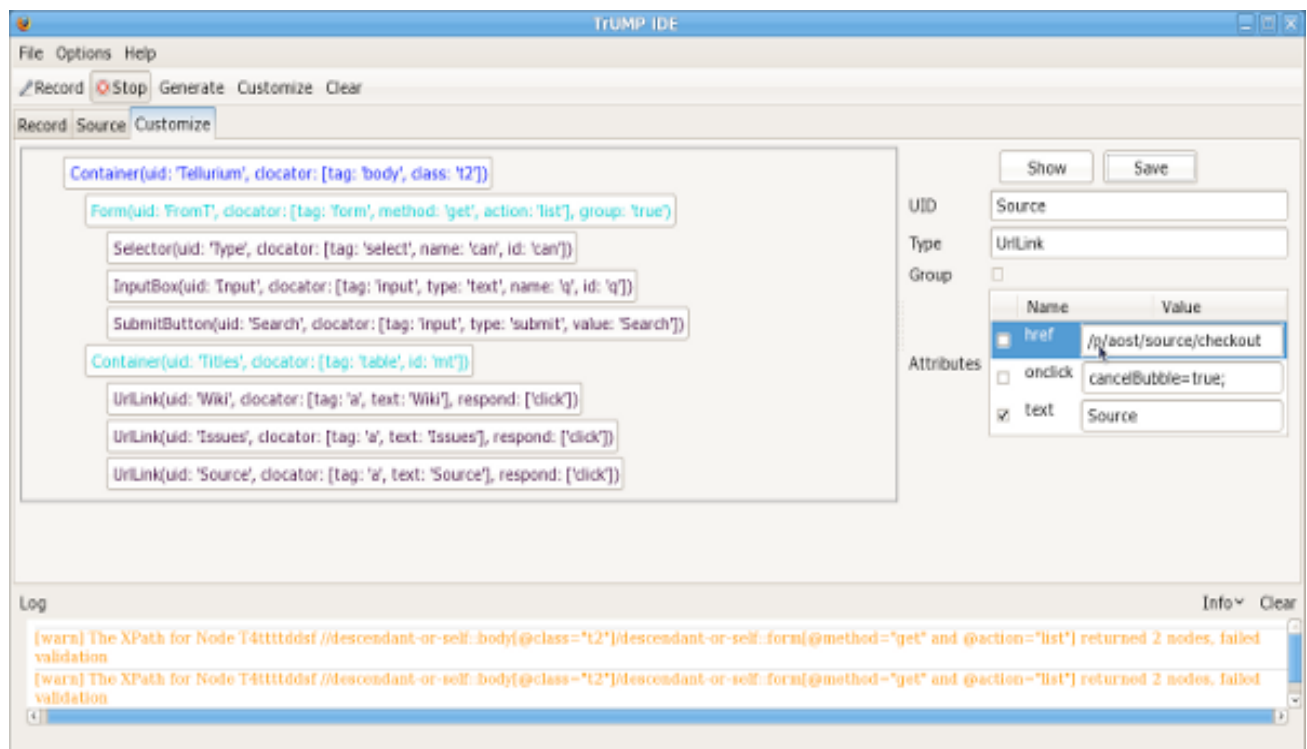 TrUMP IDE
File Options Help
Record Stop Generate Customize Clear
Record Source Customize
Container(uid: 'Tellurium', clocator: [tag: 'body', class: 't2'])
Form(uid: 'FromT', clocator: [tag: 'form', method: 'get', action: 'list'], group: 'true')
Selector(uid: 'Type', clocator: [tag: 'select', name: 'can', id: 'can'])
InputBox(uid: 'Input', clocator: [tag: 'input', type: 'text', name: 'q', id: 'q'])
SubmitButton(uid: 'Search', clocator: [tag: 'input', type: 'submit', value: 'Search'])
Container(uid: 'Titles', clocator: [tag: 'table', id: 'mt'])
UrlLink(uid: 'Wiki', clocator: [tag: 'a', text: 'Wiki'], respond: ['click'])
UrlLink(uid: 'Issues', clocator: [tag: 'a', text: 'Issues'], respond: ['click'])
UrlLink(uid: 'Source', clocator: [tag: 'a', text: 'Source'], respond: ['click'])
Show Save
UID Source
Type UrlLink
Group
Name Value
href /p/aost/source/checkout
Attributes
onclick cancelBubble=true;
text Source
Log Info Clear
[warn] The XPath for Node T4ttttddsf //descendant-or-self::body[@class="t2"]/descendant-or-self::form[@method="get" and @action="list"] returned 2 nodes, failed
validation
[warn] The XPath for Node T4ttttddsf //descendant-or-self::body[@class="t2"]/descendant-or-self::form[@method="get" and @action="list"] returned 2 nodes, failed
validation